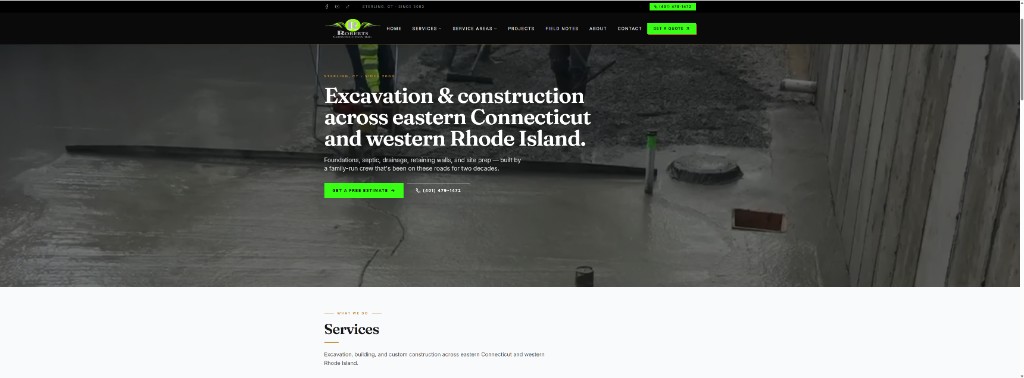 STERLING, CT · SINCE 2003
HOME
SERVICES
SERVICE AREAS
PROJECTS
FIELD NOTES
ABOUT
CONTACT
GET A QUOTE →
ROBERTS
Excavation & construction
across eastern Connecticut
and western Rhode Island.
Foundations, septic, drainage, retaining walls, and site prep — built by
a family-run crew that's been on these roads for two decades.
GET A FREE ESTIMATE →
WHAT WE DO
Services
Excavation, building, and custom construction across eastern Connecticut and western
Rhode Island.